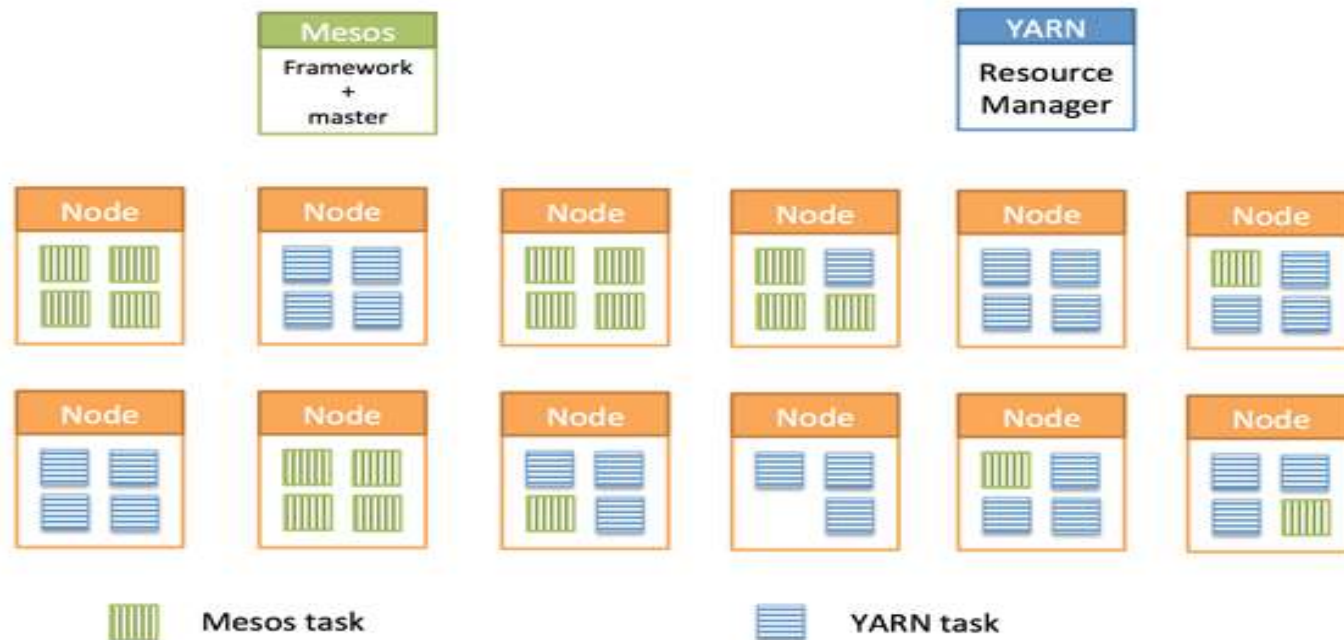 Mesos
Framework
+
master
YARN
Resource
Manager
Node
Node
Node
Node
Node
Node
Node
Node
Node
Node
Node
Node
Mesos task
YARN task